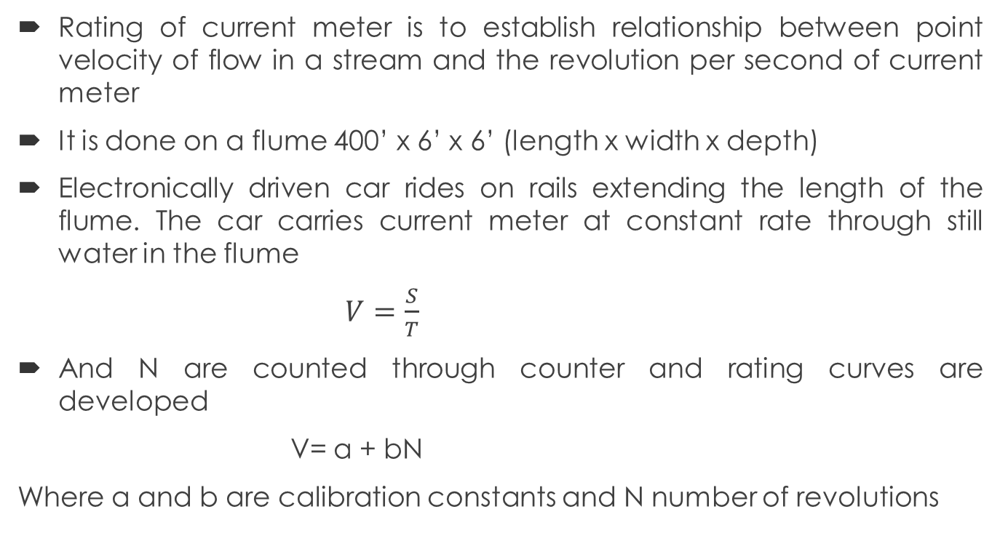 Rating of current meter is to establish relationship between point
velocity of flow in a stream and the revolution per second of current
meter
It is done on a flume 400' x 6' x 6' (length x width x depth)
Electronically driven car rides on rails extending the length of the
flume. The car carries current meter at constant rate through still
water in the flume
V = S/T
And N are counted through counter and rating curves are
developed
V= a + bN
Where a and b are calibration constants and N number of revolutions